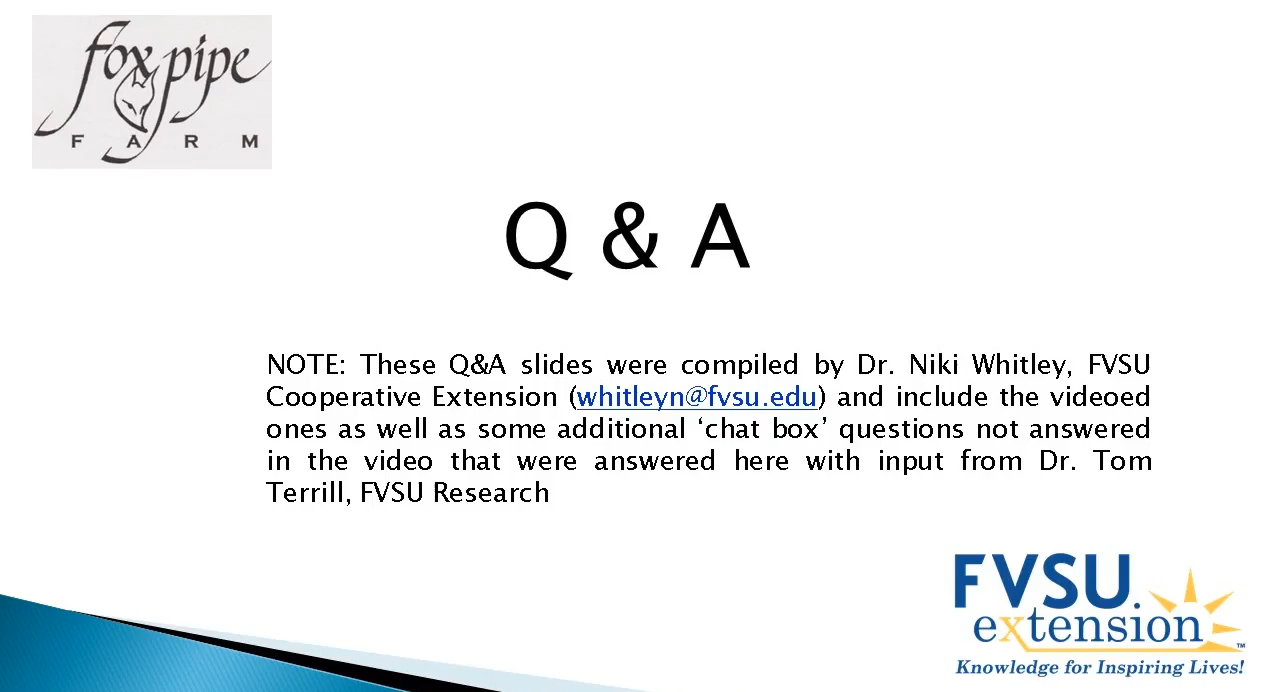 fox pipe
FARM
Q & A
NOTE: These Q&A slides were compiled by Dr. Niki Whitley, FVSU
Cooperative Extension (whitleyn@fvsu.edu) and include the videoed
ones as well as some additional ‘chat box’ questions not answered
in the video that were answered here with input from Dr. Tom
Terrill, FVSU Research
FVSU.
extension™
Knowledge for Inspiring Lives!